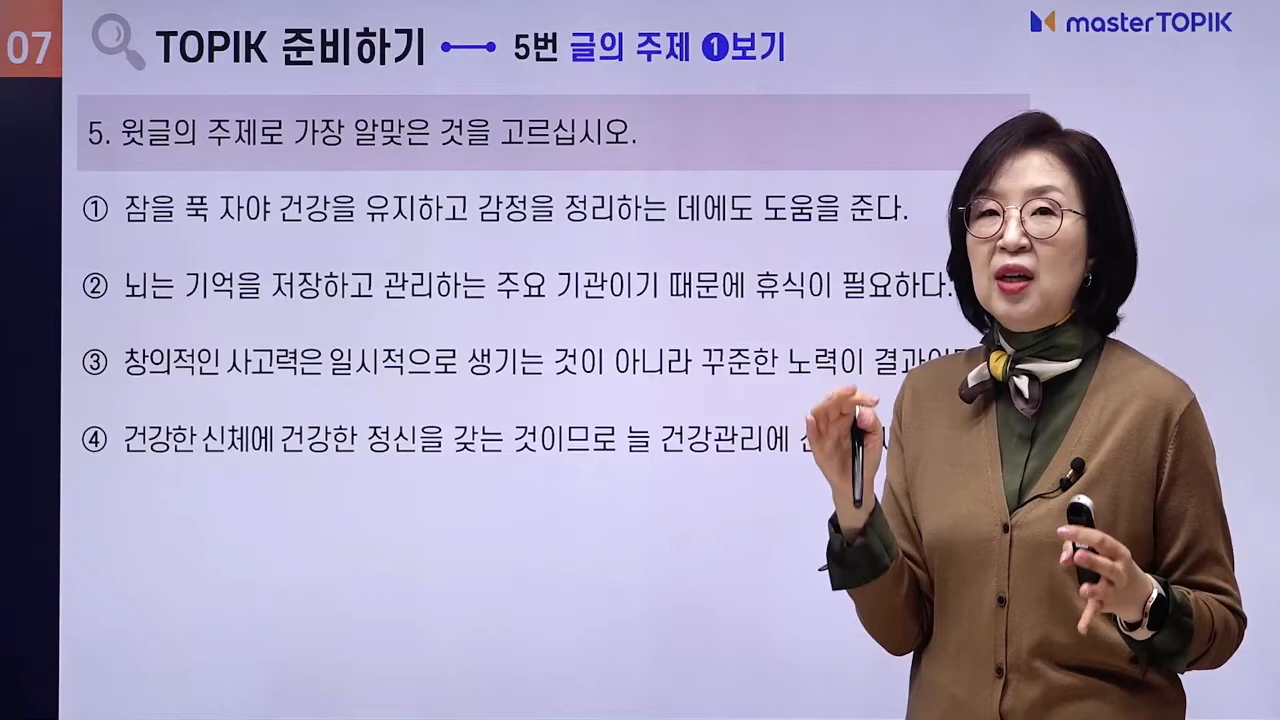 07
TOPIK 준비하기 5번 글의 주제 ❶보기
masterTOPIK
5. 윗글의 주제로 가장 알맞은 것을 고르십시오.
① 잠을 푹 자야 건강을 유지하고 감정을 정리하는 데에도 도움을 준다.
② 뇌는 기억을 저장하고 관리하는 주요 기관이기 때문에 휴식이 필요하다.
③ 창의적인 사고력은 일시적으로 생기는 것이 아니라 꾸준한 노력이
④ 건강한 신체에 건강한 정신을 갖는 것이므로 늘 건강관리에